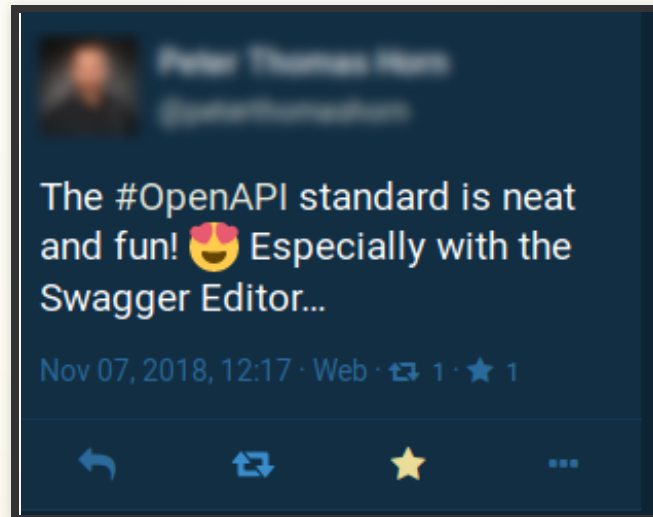 The #OpenAPI standard is neat
and fun! 😍 Especially with the
Swagger Editor…
Nov 07, 2018, 12:17 · Web · 1 · 1